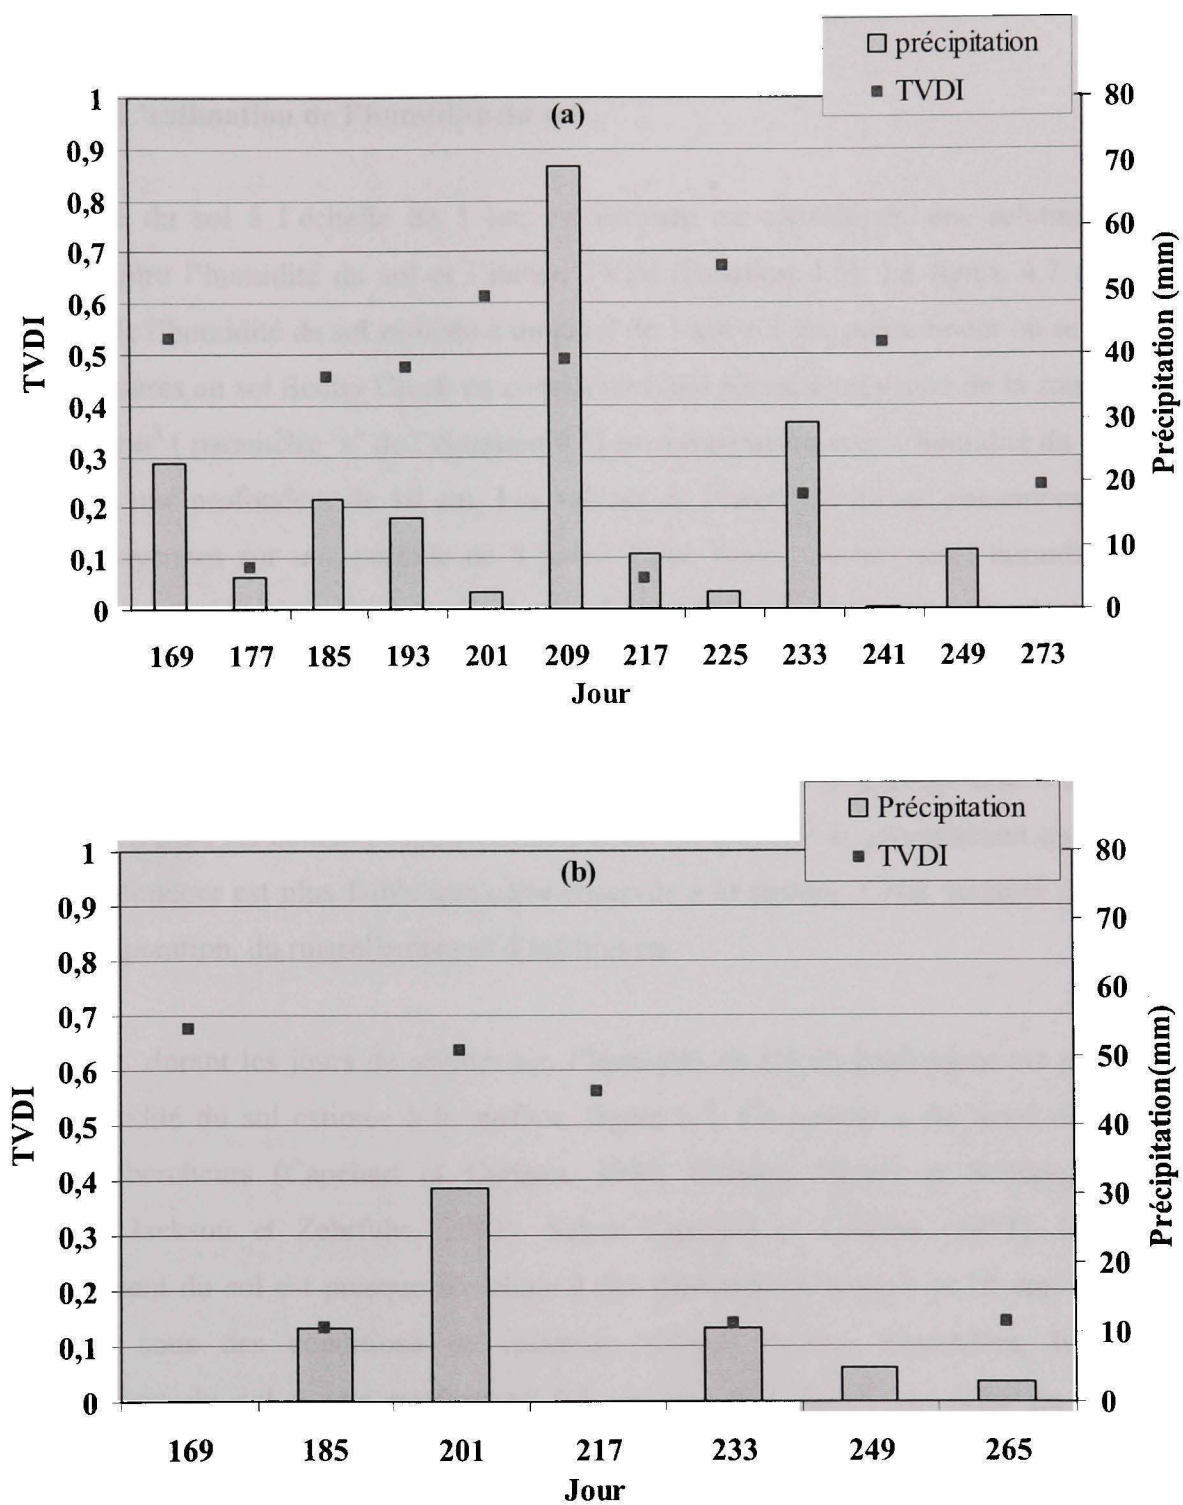 précipitation
TVDI
(a)
1
0,9
0,8
0,7
0,6
0,5
0,4
0,3
0,2
0,1
0
TVDI
80
70
60
50
40
30
20
10
0
Précipitation (mm)
169 177 185 193 201 209 217 225 233 241 249 273
Jour
Précipitation
TVDI
(b)
1
0,9
0,8
0,7
0,6
0,5
0,4
0,3
0,2
0,1
0
TVDI
80
70
60
50
40
30
20
10
0
Précipitation(mm)
169 185 201 217 233 249 265
Jour